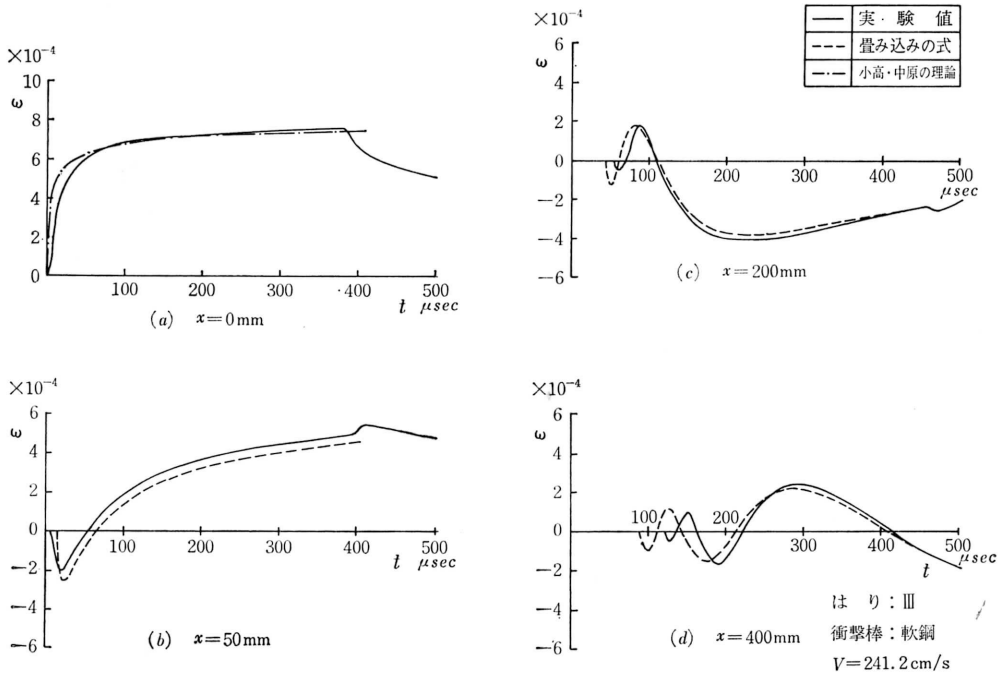 ×10⁻⁴
ε
10
8
6
4
2
0
100
200
300
400
500
t μsec
(a) x=0mm
×10⁻⁴
ε
6
4
2
0
−2
−4
−6
100
200
300
400
500
μsec
(c) x=200mm
実・験 値
畳み込みの式
小高・中原の理論
×10⁻⁴
ε
6
4
2
0
−2
−4
−6
100
200
300
400
500
t μsec
(b) x=50mm
×10⁻⁴
ε
6
4
2
0
−2
−4
−6
100
200
300
400
500
μsec
t
(d) x=400mm
は り：Ⅲ
衝撃棒：軟鋼
V=241.2cm/s